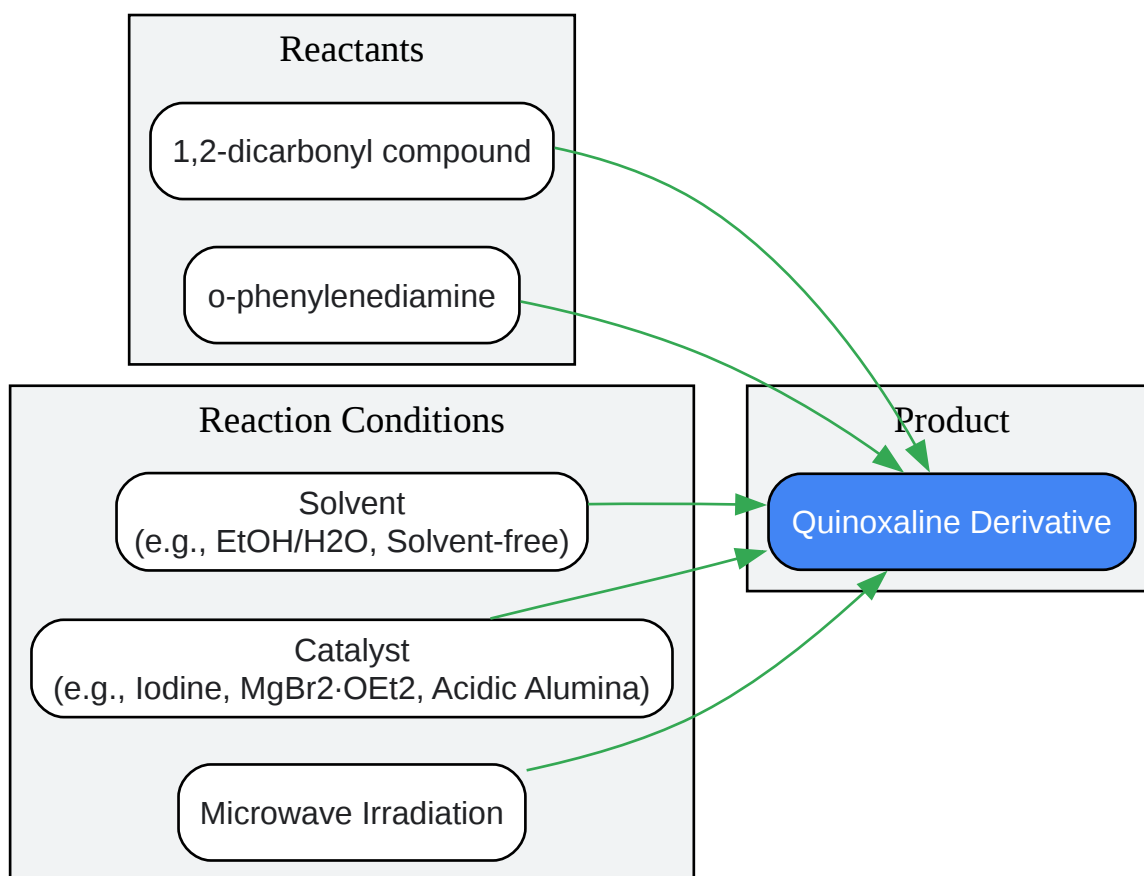 Reactants
1,2-dicarbonyl compound
o-phenylenediamine
Reaction Conditions
Solvent
(e.g., EtOH/H2O, Solvent-free)
Catalyst
(e.g., Iodine, MgBr2·OEt2, Acidic Alumina)
Microwave Irradiation
Product
Quinoxaline Derivative